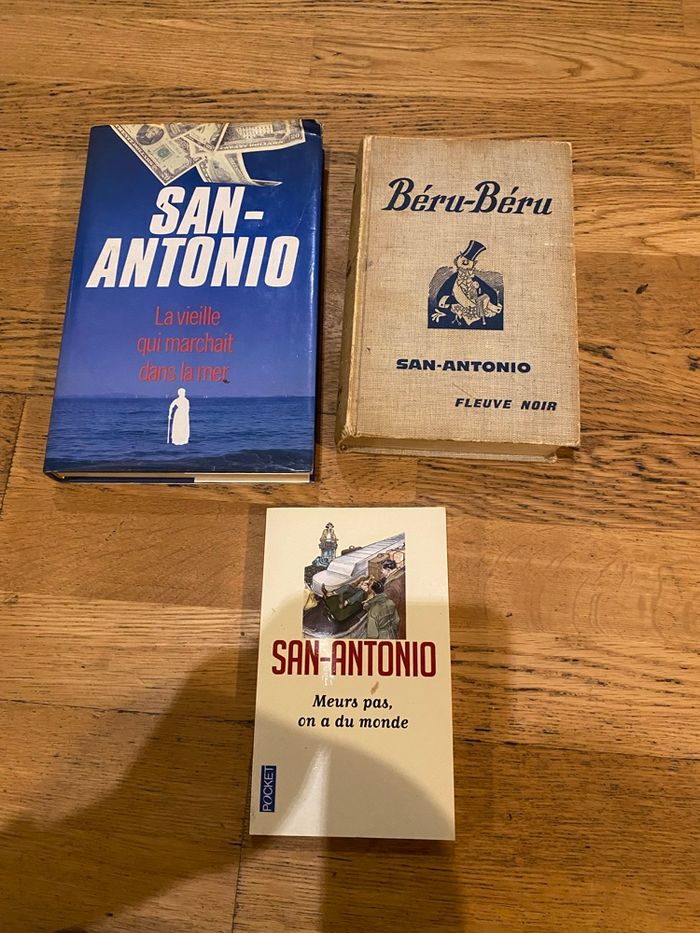 SAN-
ANTONIO
La vieille
qui marchait
dans la mer
Béru-Béru
SAN-ANTONIO
FLEUVE NOIR
SAN-ANTONIO
Meurs pas,
on a du monde
POCKET